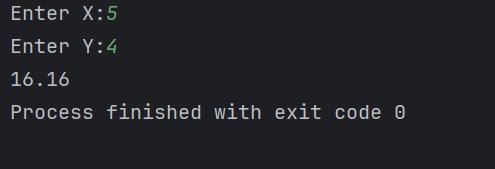 Enter X:5
Enter Y:4
16.16
Process finished with exit code 0